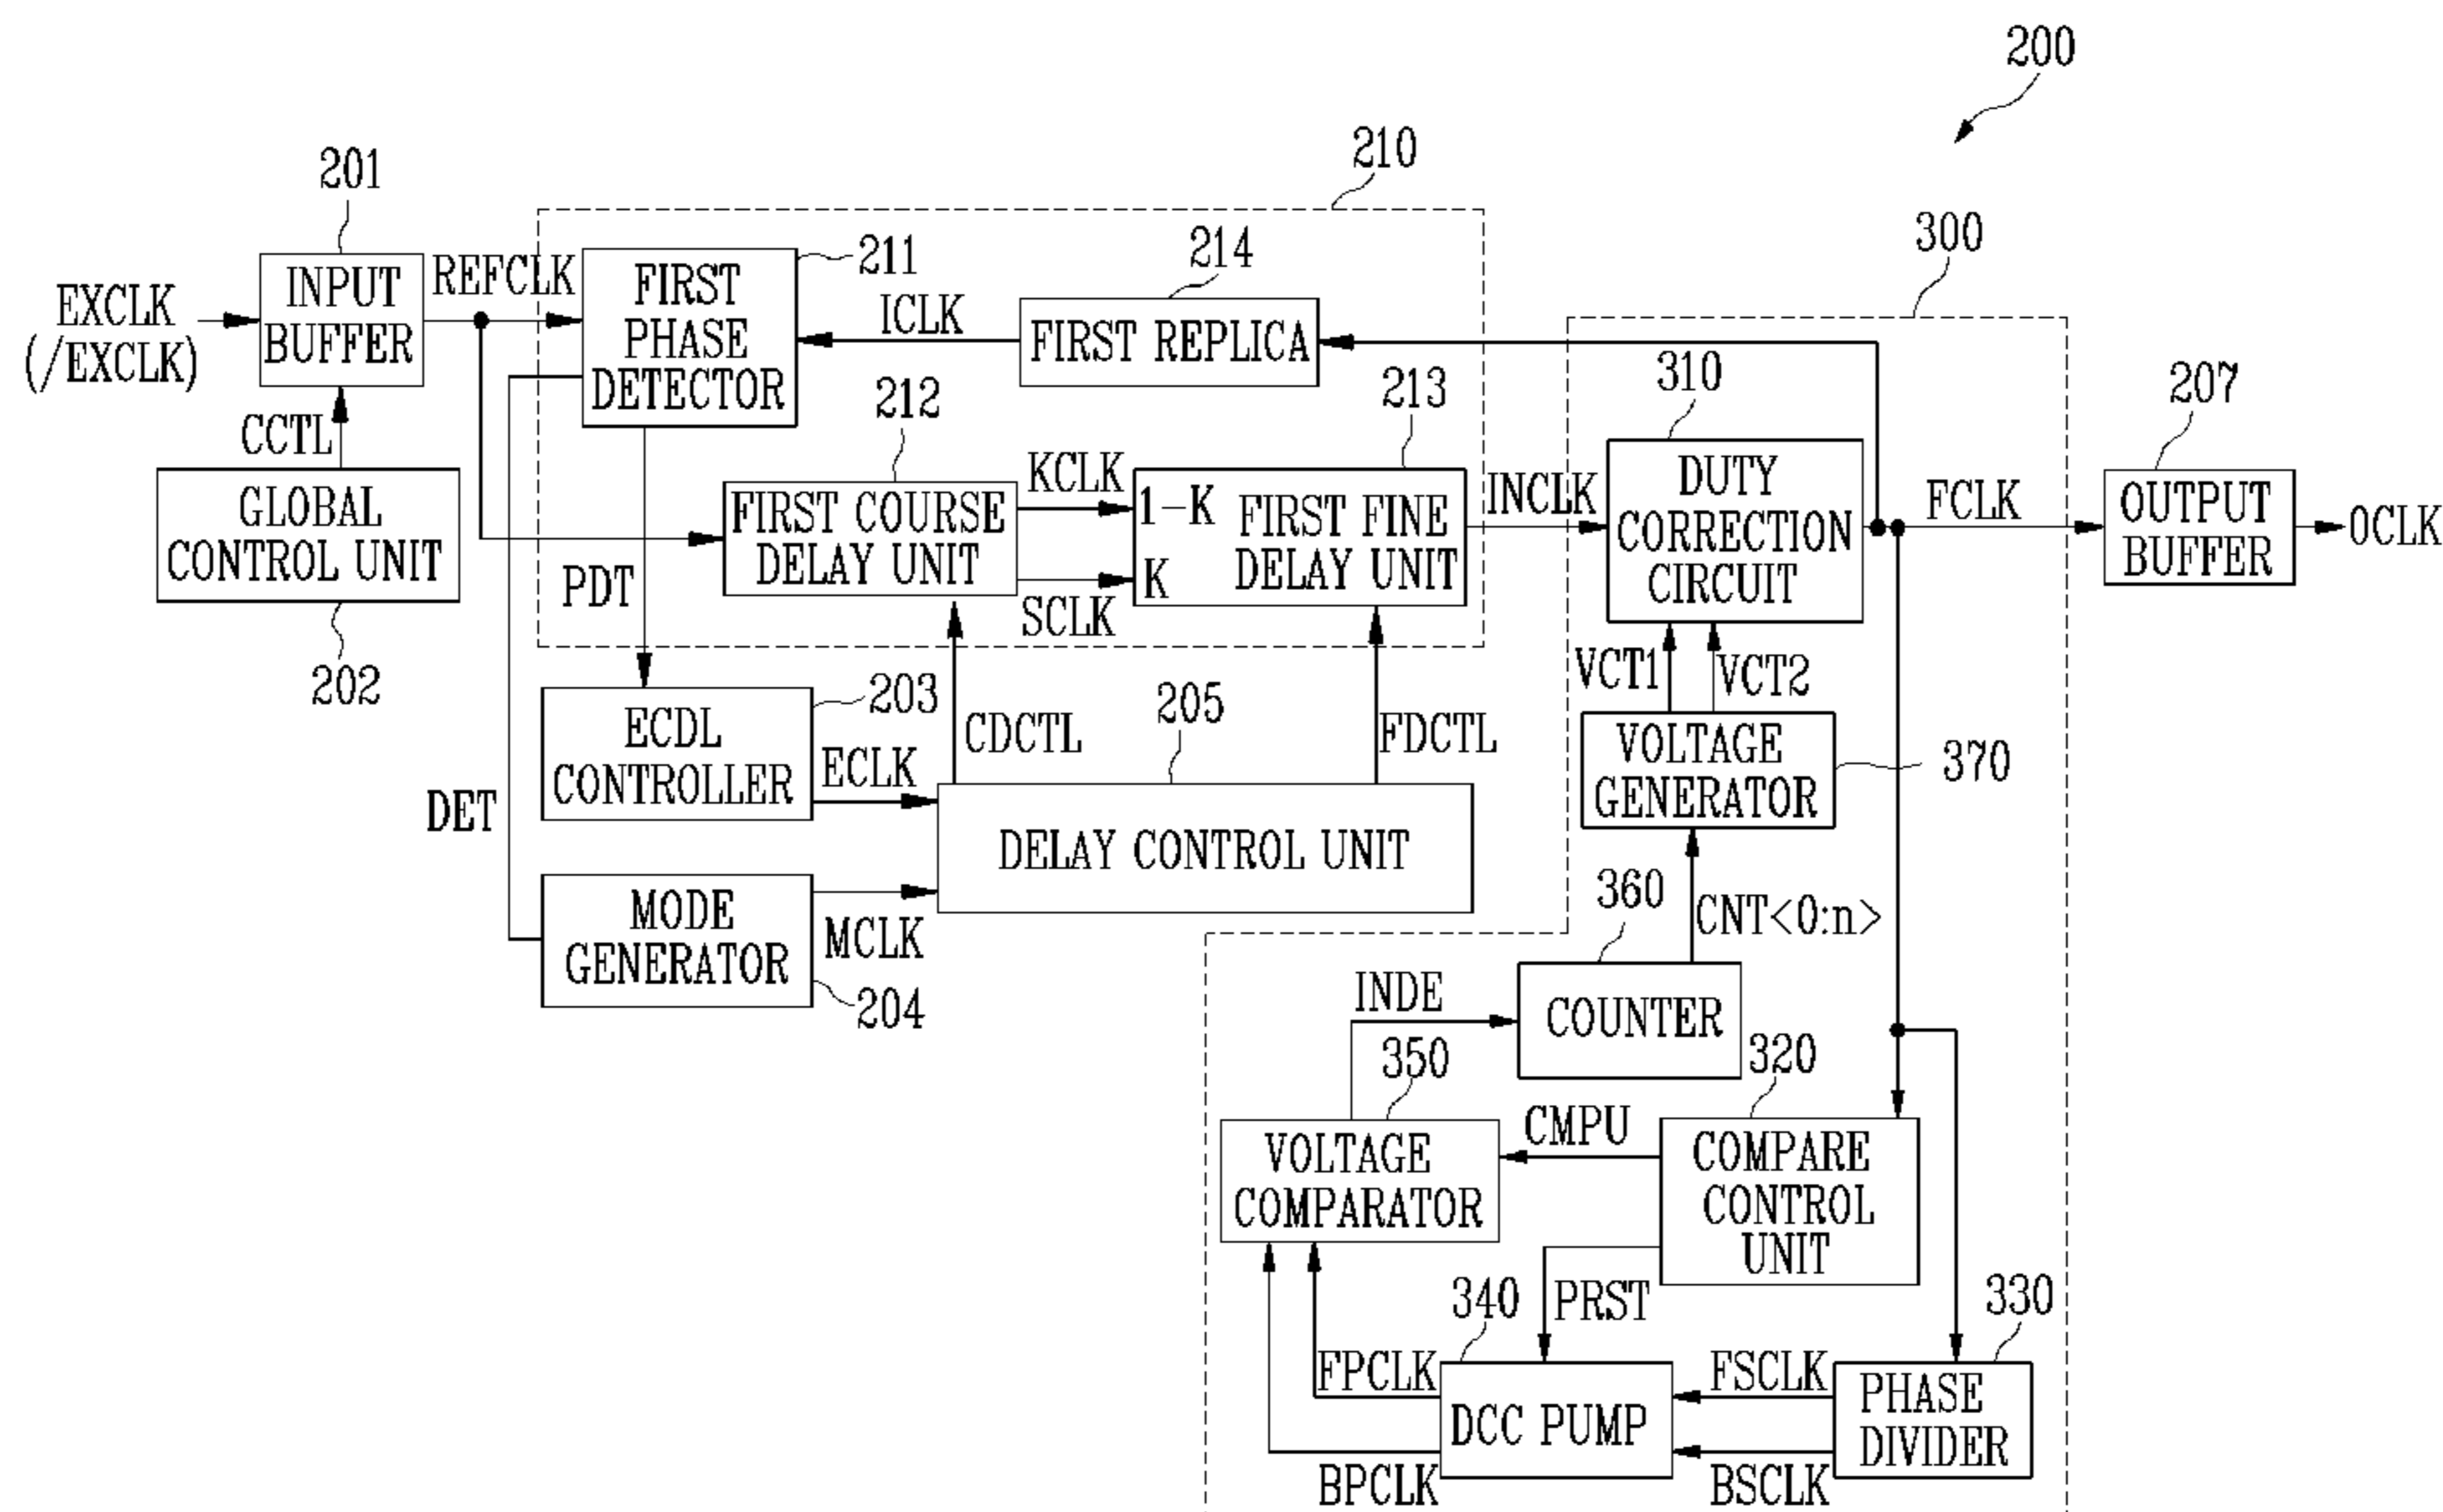 200
210
201
300
211
214
EXCLK
(/EXCLK)
INPUT
BUFFER
REFCLK
FIRST
PHASE
DETECTOR
ICLK
FIRST REPLICA
212
213
310
207
CCTL
GLOBAL
CONTROL UNIT
202
FIRST COURSE
DELAY UNIT
KCLK
SCLK
1-K
K
FIRST FINE
DELAY UNIT
INCLK
DUTY
CORRECTION
CIRCUIT
FCLK
OUTPUT
BUFFER
OCLK
PDT
VCT1
VCT2
203
ECDL
CONTROLLER
ECLK
CDCTL
205
FDCTL
VOLTAGE
GENERATOR
370
DET
DELAY CONTROL UNIT
MODE
GENERATOR
MCLK
204
360
CNT<0:n>
INDE
COUNTER
350
320
VOLTAGE
COMPARATOR
CMPU
COMPARE
CONTROL
UNIT
340
PRST
330
FPCLK
DCC PUMP
FSCLK
PHASE
DIVIDER
BPCLK
BSCLK